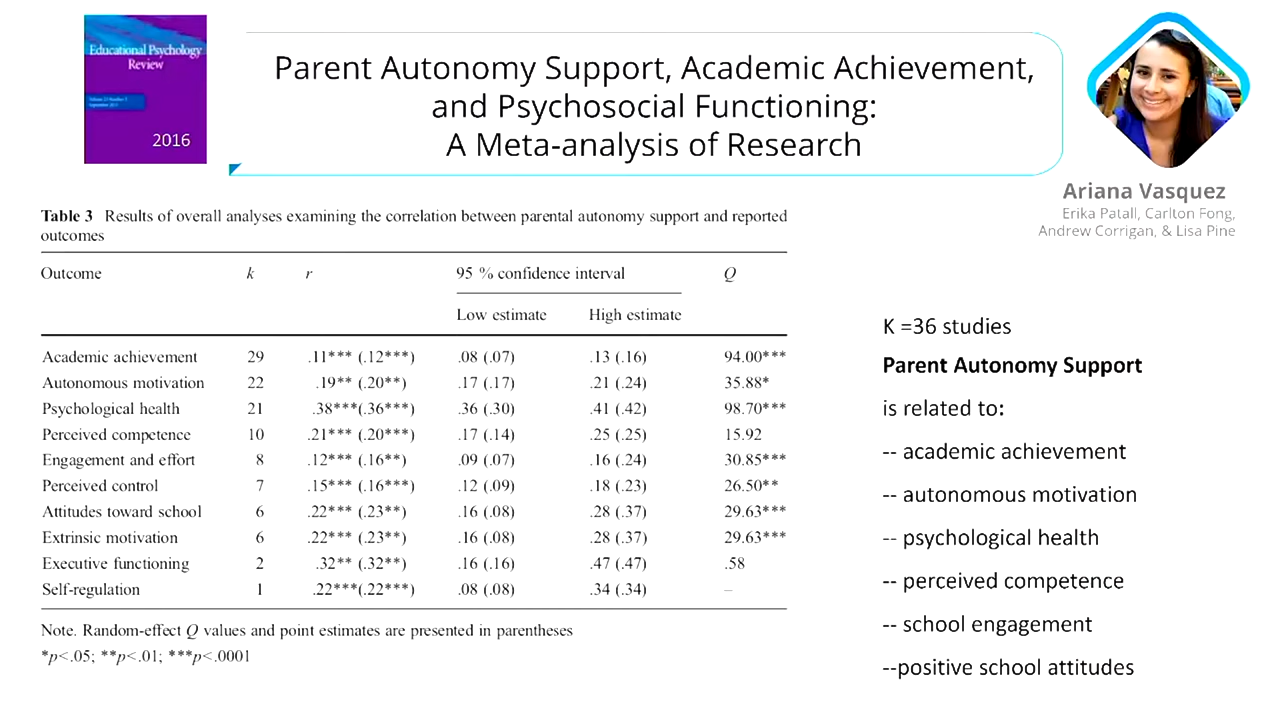 Educational Psychology
Review
2016
Parent Autonomy Support, Academic Achievement,
and Psychosocial Functioning:
A Meta-analysis of Research
Ariana Vasquez
Erika Patall, Carlton Fong,
Andrew Corrigan, & Lisa Pine
Table 3 Results of overall analyses examining the correlation between parental autonomy support and reported
outcomes
Outcome k r 95 % confidence interval Q
Low estimate High estimate
Academic achievement 29 .11*** (.12***) .08 (.07) .13 (.16) 94.00***
Autonomous motivation 22 .19** (.20**) .17 (.17) .21 (.24) 35.88*
Psychological health 21 .38***(.36***) .36 (.30) .41 (.42) 98.70***
Perceived competence 10 .21*** (.20***) .17 (.14) .25 (.25) 15.92
Engagement and effort 8 .12*** (.16**) .09 (.07) .16 (.24) 30.85***
Perceived control 7 .15*** (.16***) .12 (.09) .18 (.23) 26.50**
Attitudes toward school 6 .22*** (.23**) .16 (.08) .28 (.37) 29.63***
Extrinsic motivation 6 .22*** (.23**) .16 (.08) .28 (.37) 29.63***
Executive functioning 2 .32** (.32**) .16 (.16) .47 (.47) .58
Self-regulation 1 .22***(.22***) .08 (.08) .34 (.34) –
Note. Random-effect Q values and point estimates are presented in parentheses
*p<.05; **p<.01; ***p<.0001
K =36 studies
Parent Autonomy Support
is related to:
-- academic achievement
-- autonomous motivation
-- psychological health
-- perceived competence
-- school engagement
--positive school attitudes